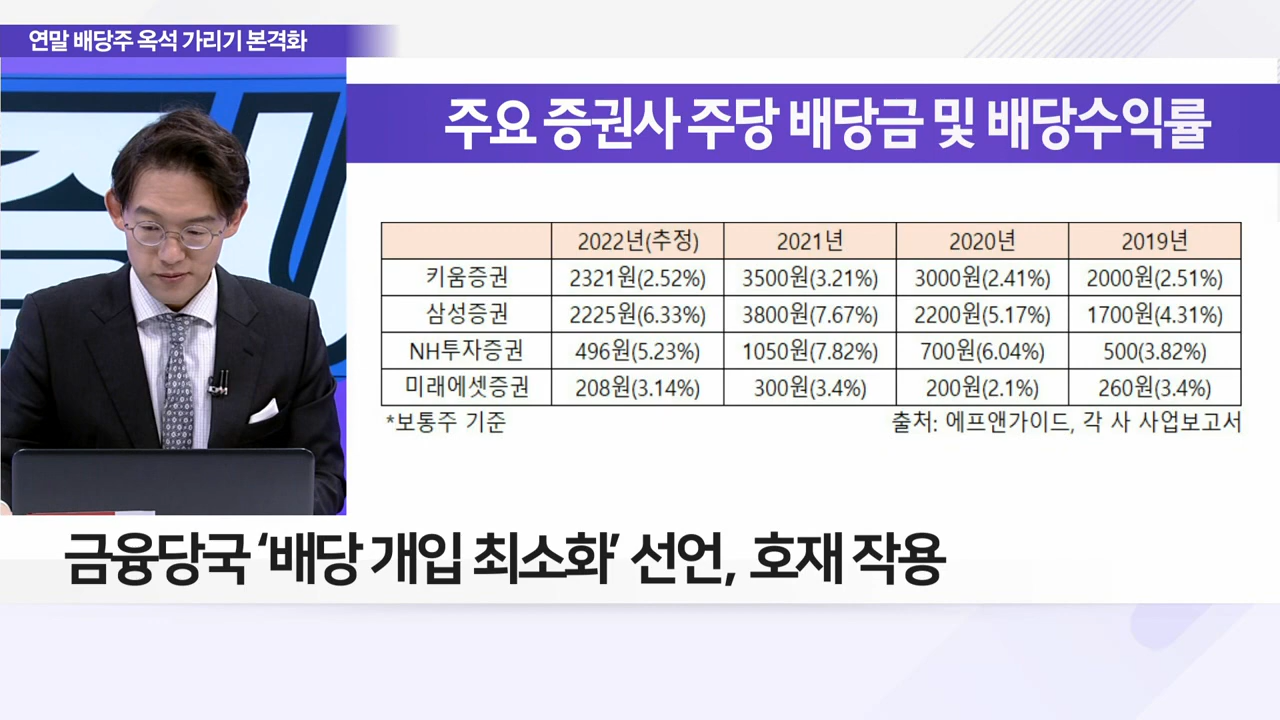 연말 배당주 옥석 가리기 본격화
주요 증권사 주당 배당금 및 배당수익률
2022년(추정) 2021년 2020년 2019년
키움증권 2321원(2.52%) 3500원(3.21%) 3000원(2.41%) 2000원(2.51%)
삼성증권 2225원(6.33%) 3800원(7.67%) 2200원(5.17%) 1700원(4.31%)
NH투자증권 496원(5.23%) 1050원(7.82%) 700원(6.04%) 500(3.82%)
미래에셋증권 208원(3.14%) 300원(3.4%) 200원(2.1%) 260원(3.4%)
*보통주 기준 출처: 에프앤가이드, 각 사 사업보고서
금융당국 ‘배당 개입 최소화’ 선언, 호재 작용